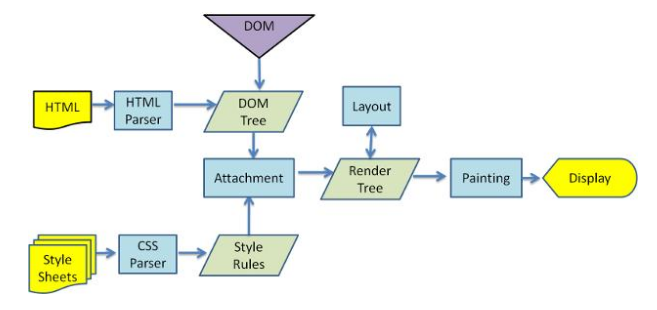 DOM
HTML
HTML
Parser
DOM
Tree
Layout
Attachment
Render
Tree
Painting
Display
Style
Sheets
CSS
Parser
Style
Rules